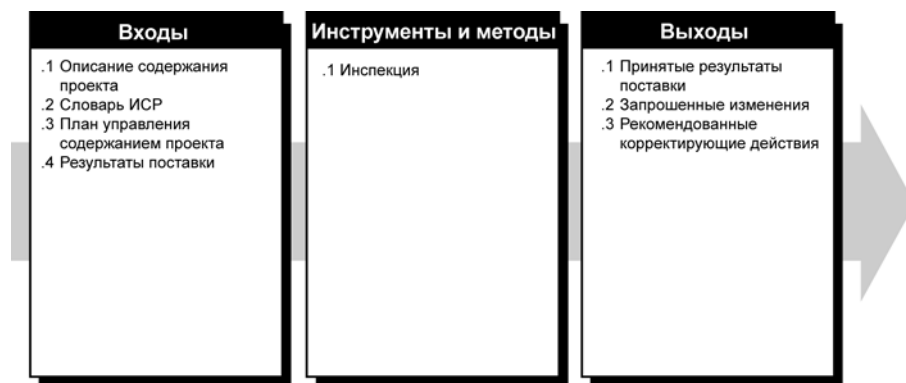 Входы
.1 Описание содержания
проекта
.2 Словарь ИСР
.3 План управления
содержанием проекта
.4 Результаты поставки
Инструменты и методы
.1 Инспекция
Выходы
.1 Принятые результаты
поставки
.2 Запрошенные изменения
.3 Рекомендованные
корректирующие действия